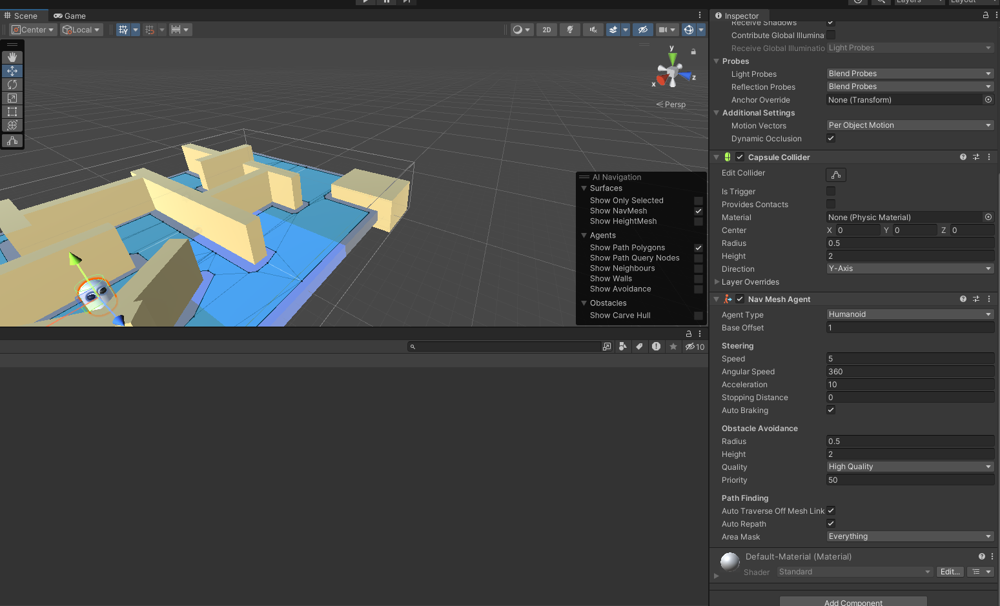 Layers
Layout
Scene
Game
Center
Local
2D
y
x
z
Persp
AI Navigation
Surfaces
Show Only Selected
Show NavMesh
Show HeightMesh
Agents
Show Path Polygons
Show Path Query Nodes
Show Neighbours
Show Walls
Show Avoidance
Obstacles
Show Carve Hull
10
Inspector
Receive Shadows
Contribute Global Illumina
Receive Global Illuminatio Light Probes
Probes
Light Probes Blend Probes
Reflection Probes Blend Probes
Anchor Override None (Transform)
Additional Settings
Motion Vectors Per Object Motion
Dynamic Occlusion
Capsule Collider
Edit Collider
Is Trigger
Provides Contacts
Material None (Physic Material)
Center X 0 Y 0 Z 0
Radius 0.5
Height 2
Direction Y-Axis
Layer Overrides
Nav Mesh Agent
Agent Type Humanoid
Base Offset 1
Steering
Speed 5
Angular Speed 360
Acceleration 10
Stopping Distance 0
Auto Braking
Obstacle Avoidance
Radius 0.5
Height 2
Quality High Quality
Priority 50
Path Finding
Auto Traverse Off Mesh Link
Auto Repath
Area Mask Everything
Default-Material (Material)
Shader Standard Edit...
Add Component